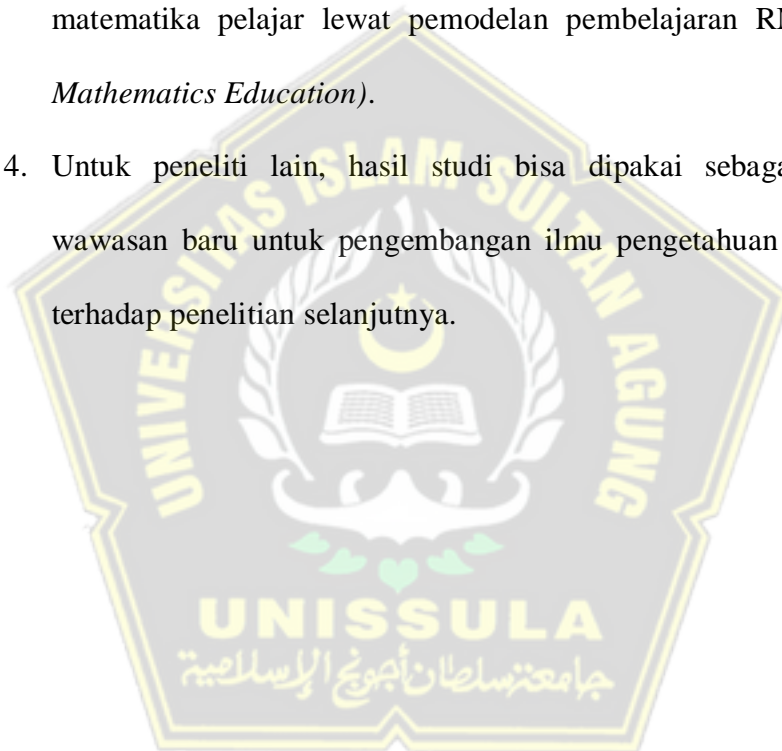 matematika pelajar lewat pemodelan pembelajaran
Mathematics Education).
4. Untuk peneliti lain, hasil studi bisa dipakai
wawasan baru untuk pengembangan ilmu pengetahuan
terhadap penelitian selanjutnya.
UNIVERSITAS ISLAM SULTAN AGUNG
UNISSULA
جامعة سلطان أجونج الإسلامية